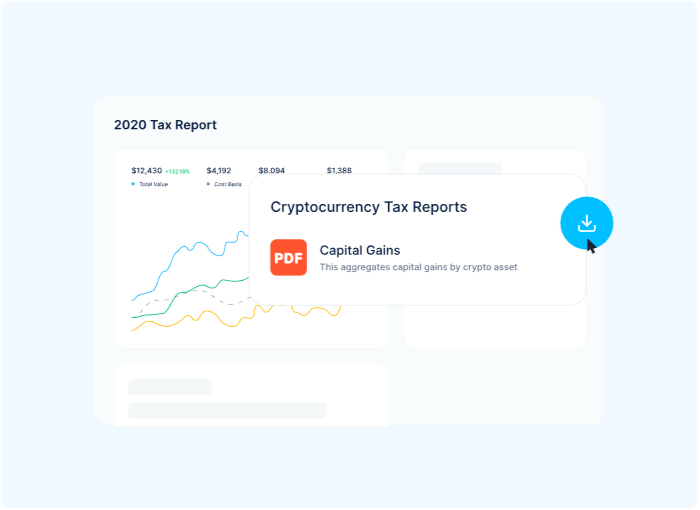 2020 Tax Report
$12,430 +132.19% $4,192 $8,094 $1,388
Total Value Cost Basis
Cryptocurrency Tax Reports
PDF
Capital Gains
This aggregates capital gains by crypto asset